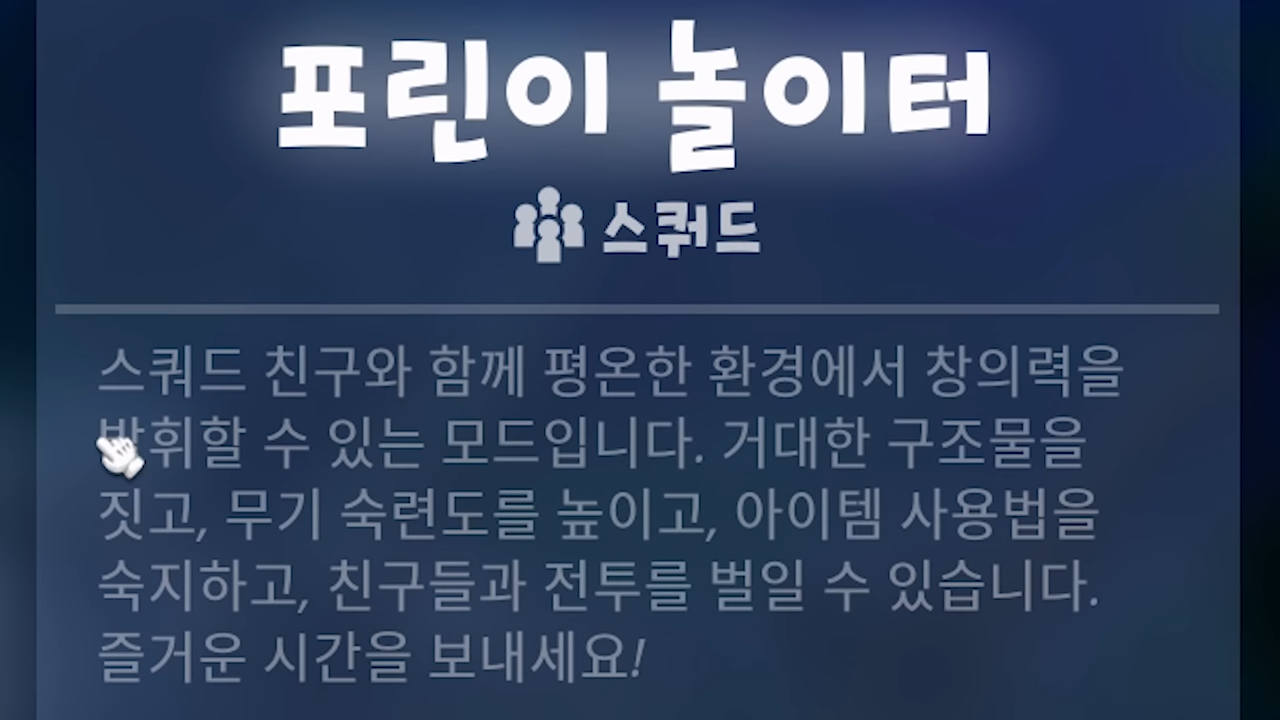 포린이 놀이터
스쿼드
스쿼드 친구와 함께 평온한 환경에서 창의력을
발휘할 수 있는 모드입니다. 거대한 구조물을
짓고, 무기 숙련도를 높이고, 아이템 사용법을
숙지하고, 친구들과 전투를 벌일 수 있습니다.
즐거운 시간을 보내세요!